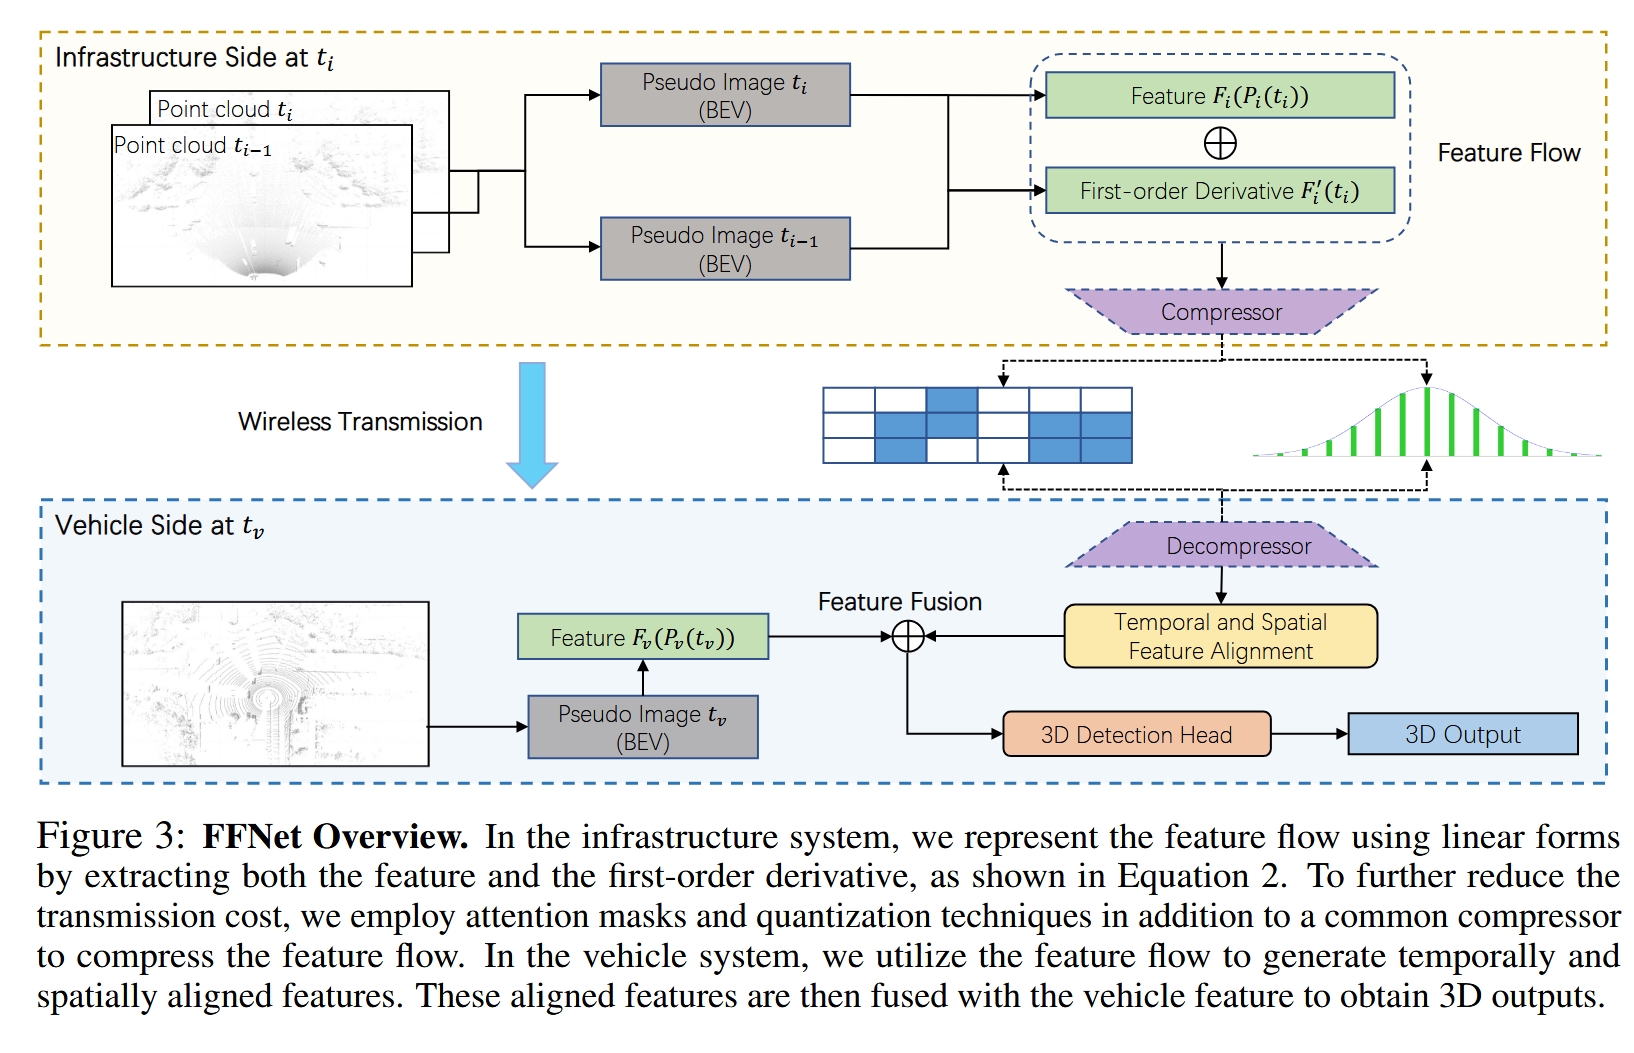 Infrastructure Side at t_i
Point cloud t_i
Point cloud t_{i−1}
Pseudo Image t_i
(BEV)
Pseudo Image t_{i−1}
(BEV)
Feature F_i(P_i(t_i))
First-order Derivative F_i′(t_i)
Feature Flow
Compressor
Wireless Transmission
Vehicle Side at t_v
Decompressor
Feature Fusion
Temporal and Spatial
Feature Alignment
Feature F_v(P_v(t_v))
Pseudo Image t_v
(BEV)
3D Detection Head
3D Output
Figure 3: FFNet Overview. In the infrastructure system, we represent the feature flow using linear forms
by extracting both the feature and the first-order derivative, as shown in Equation 2. To further reduce the
transmission cost, we employ attention masks and quantization techniques in addition to a common compressor
to compress the feature flow. In the vehicle system, we utilize the feature flow to generate temporally and
spatially aligned features. These aligned features are then fused with the vehicle feature to obtain 3D outputs.